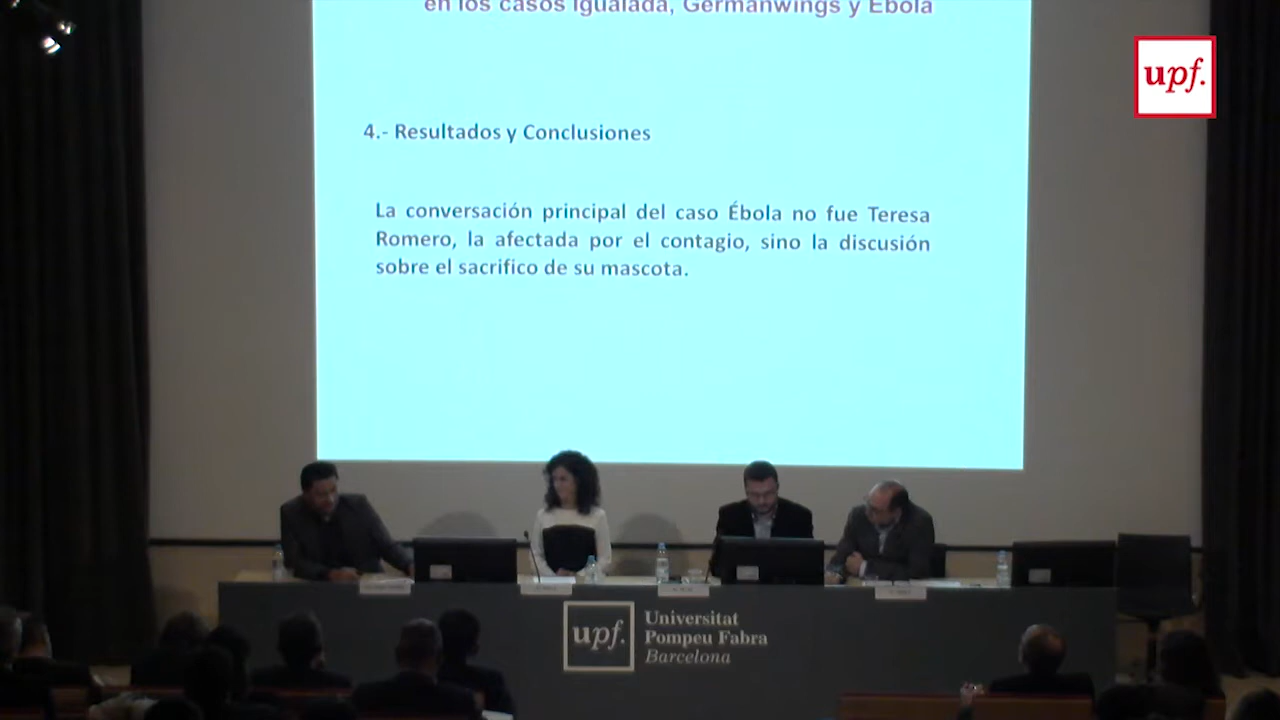 en los casos Igualada, Germanwings y Ébola
upf.
4.- Resultados y Conclusiones
La conversación principal del caso Ébola no fue Teresa
Romero, la afectada por el contagio, sino la discusión
sobre el sacrifico de su mascota.
upf.
Universitat
Pompeu Fabra
Barcelona